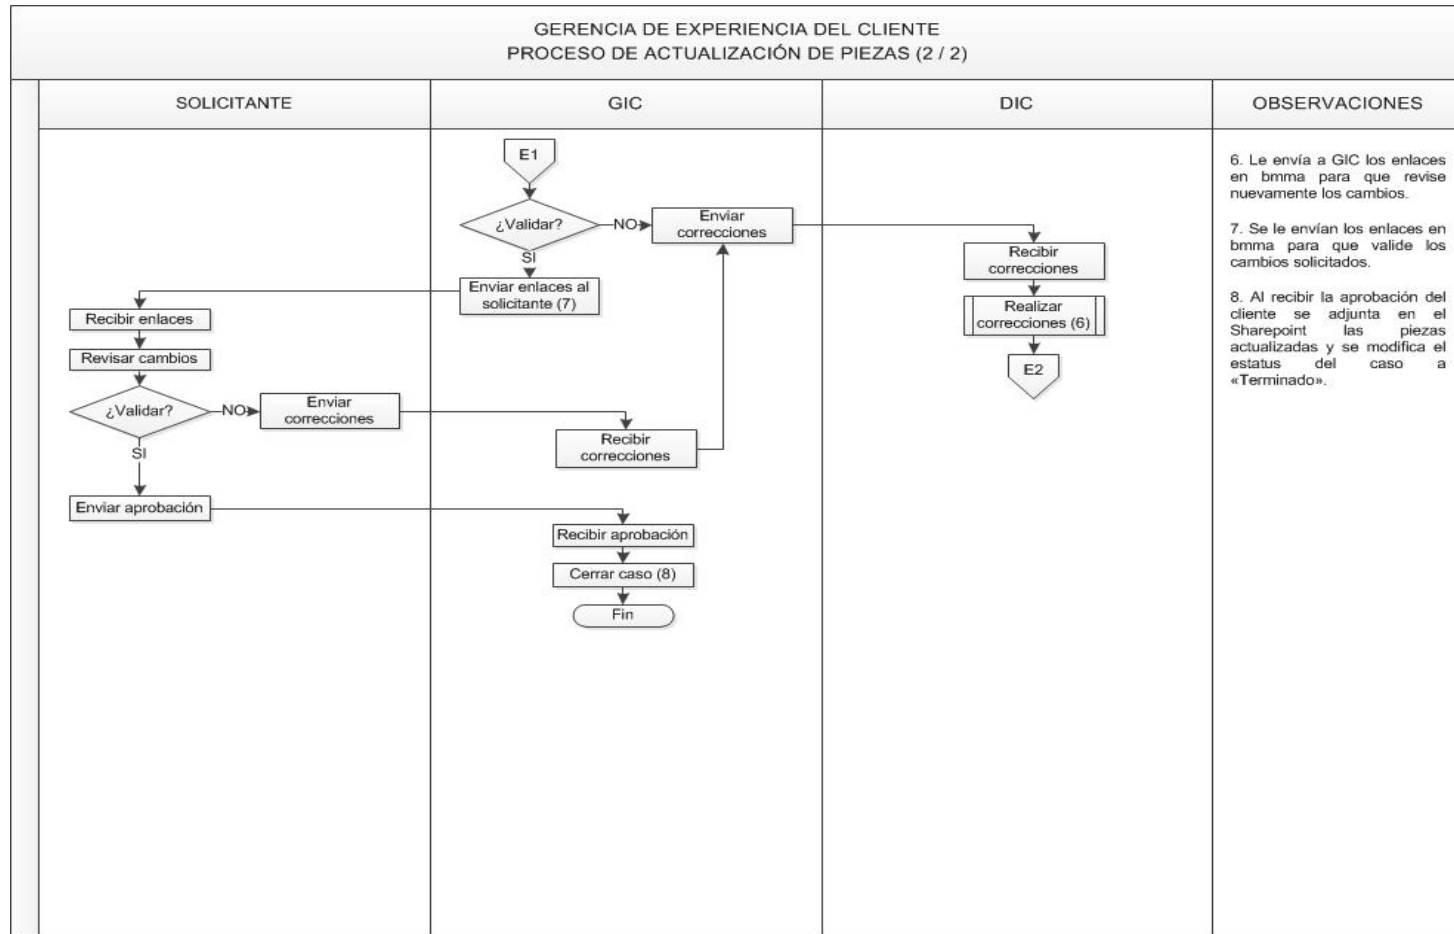 GERENCIA DE EXPERIENCIA DEL CLIENTE
PROCESO DE ACTUALIZACIÓN DE PIEZAS (2 / 2)
SOLICITANTE
GIC
DIC
OBSERVACIONES
E1
¿Validar?
NO
SI
Enviar
correcciones
Enviar enlaces al
solicitante (7)
Recibir
correcciones
Realizar
correcciones (6)
E2
Recibir enlaces
Revisar cambios
¿Validar?
NO
SI
Enviar
correcciones
Recibir
correcciones
Enviar aprobación
Recibir aprobación
Cerrar caso (8)
Fin
6. Le envía a GIC los enlaces
en bmma para que revise
nuevamente los cambios.
7. Se le envían los enlaces en
bmma para que valide los
cambios solicitados.
8. Al recibir la aprobación del
cliente se adjunta en el
Sharepoint las piezas
actualizadas y se modifica el
estatus del caso a
«Terminado».